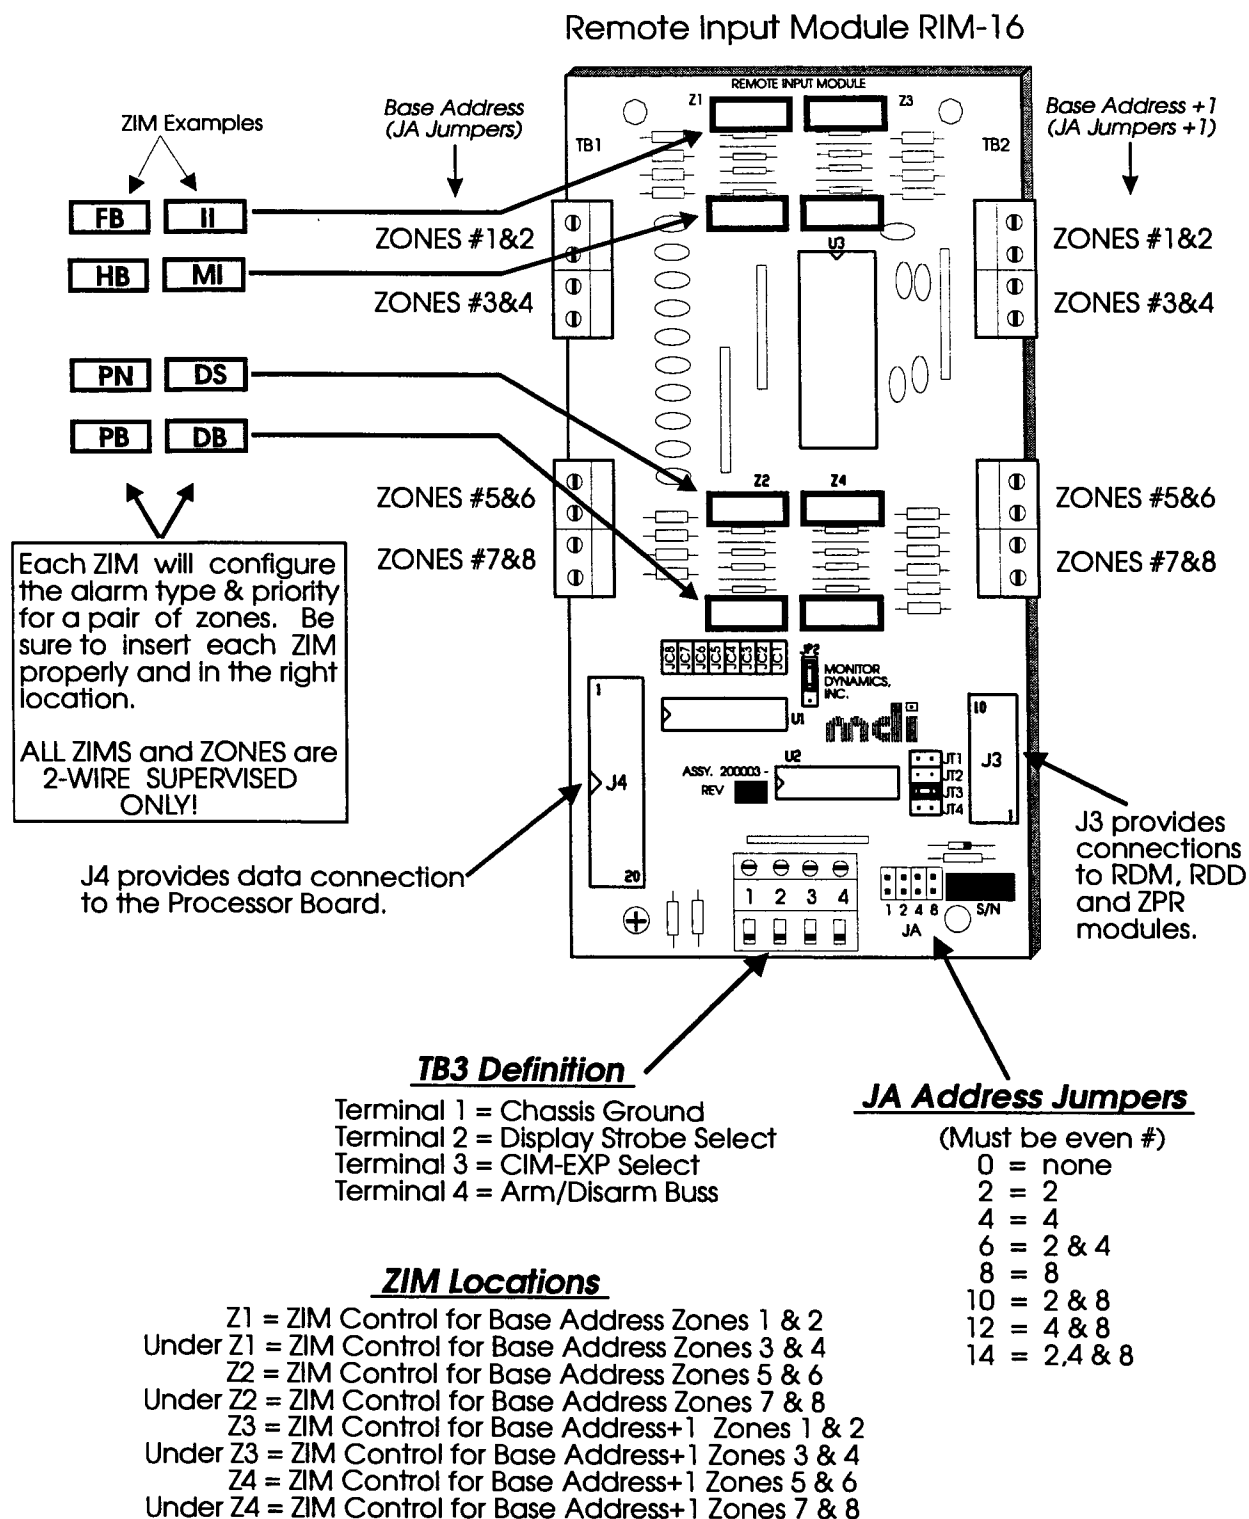 Remote Input Module RIM-16
REMOTE INPUT MODULE
Z1
Z3
ZIM Examples
Base Address
(JA Jumpers)
Base Address +1
(JA Jumpers +1)
TB1
TB2
FB
II
ZONES #1&2
ZONES #1&2
U3
HB
MI
ZONES #3&4
ZONES #3&4
PN
DS
PB
DB
Z2
Z4
ZONES #5&6
ZONES #5&6
ZONES #7&8
ZONES #7&8
Each ZIM will configure
the alarm type & priority
for a pair of zones. Be
sure to insert each ZIM
properly and in the right
location.
ALL ZIMS and ZONES are
2-WIRE SUPERVISED
ONLY!
JC8
JC7
JC6
JC5
JC4
JC3
JC2
JC1
JP2
MONITOR
DYNAMICS,
INC.
mdi
1
J4
20
U1
U2
ASSY. 200003 -
REV
JT1
JT2
JT3
JT4
10
J3
1
J3 provides
connections
to RDM, RDD
and ZPR
modules.
J4 provides data connection
to the Processor Board.
1 2 3 4
1 2 4 8
JA
S/N
TB3 Definition
Terminal 1 = Chassis Ground
Terminal 2 = Display Strobe Select
Terminal 3 = CIM-EXP Select
Terminal 4 = Arm/Disarm Buss
JA Address Jumpers
(Must be even #)
0 = none
2 = 2
4 = 4
6 = 2 & 4
8 = 8
10 = 2 & 8
12 = 4 & 8
14 = 2,4 & 8
ZIM Locations
Z1 = ZIM Control for Base Address Zones 1 & 2
Under Z1 = ZIM Control for Base Address Zones 3 & 4
Z2 = ZIM Control for Base Address Zones 5 & 6
Under Z2 = ZIM Control for Base Address Zones 7 & 8
Z3 = ZIM Control for Base Address+1 Zones 1 & 2
Under Z3 = ZIM Control for Base Address+1 Zones 3 & 4
Z4 = ZIM Control for Base Address+1 Zones 5 & 6
Under Z4 = ZIM Control for Base Address+1 Zones 7 & 8